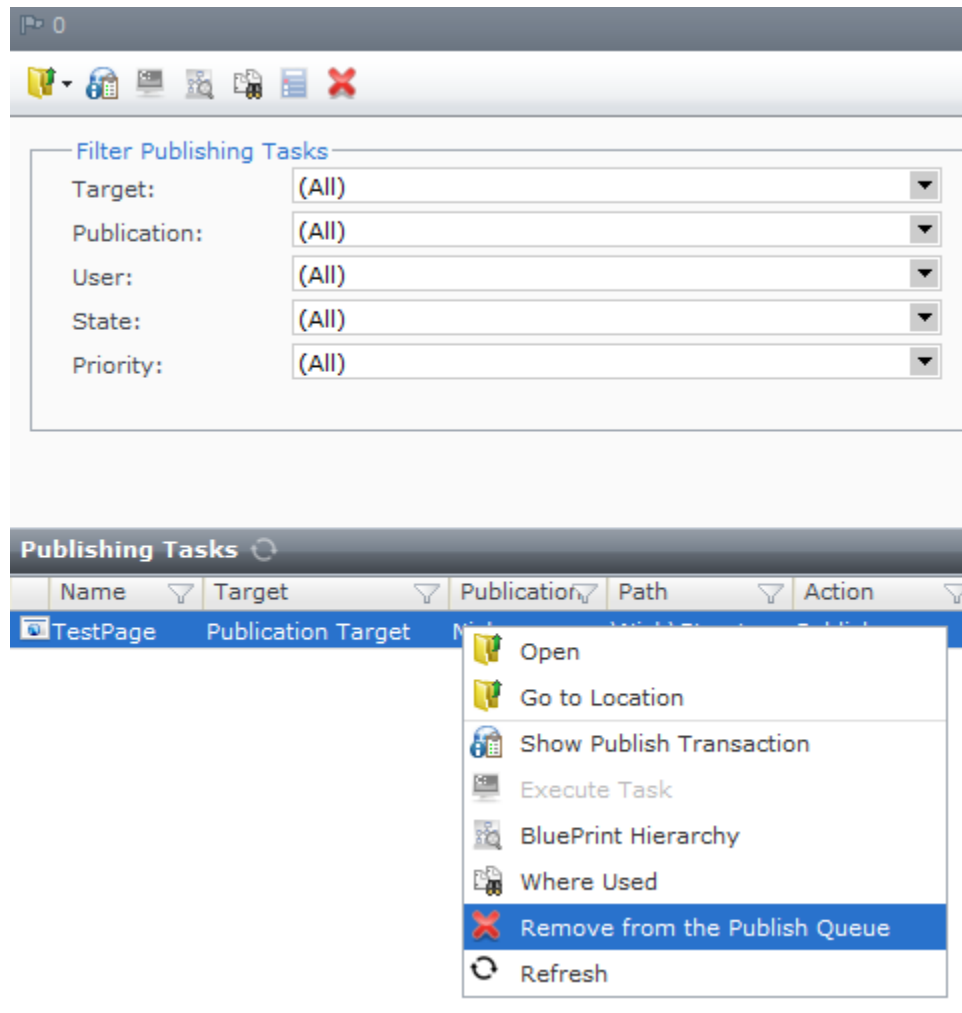 0
Filter Publishing Tasks
Target: (All)
Publication: (All)
User: (All)
State: (All)
Priority: (All)
Publishing Tasks
Name Target Publication Path Action
TestPage Publication Target
Open
Go to Location
Show Publish Transaction
Execute Task
BluePrint Hierarchy
Where Used
Remove from the Publish Queue
Refresh